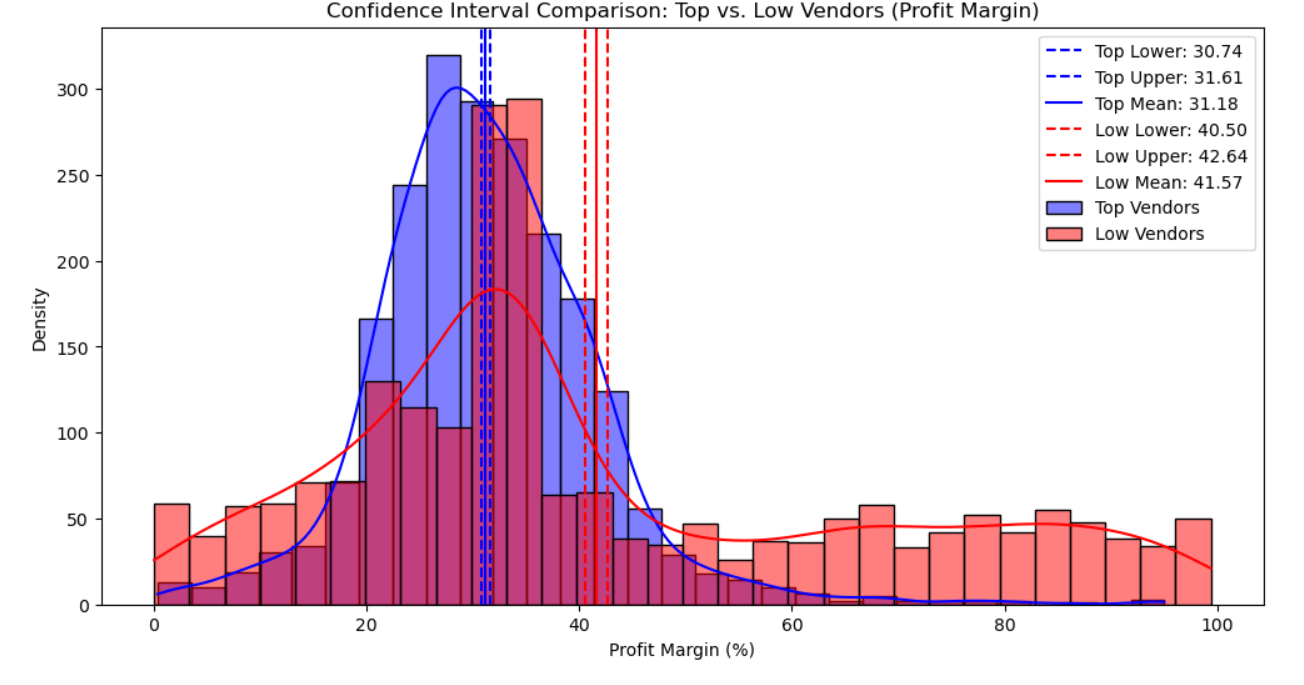 Confidence Interval Comparison: Top vs. Low Vendors (Profit Margin)
Top Lower: 30.74
Top Upper: 31.61
Top Mean: 31.18
Low Lower: 40.50
Low Upper: 42.64
Low Mean: 41.57
Top Vendors
Low Vendors
Density
300
250
200
150
100
50
0
0 20 40 60 80 100
Profit Margin (%)